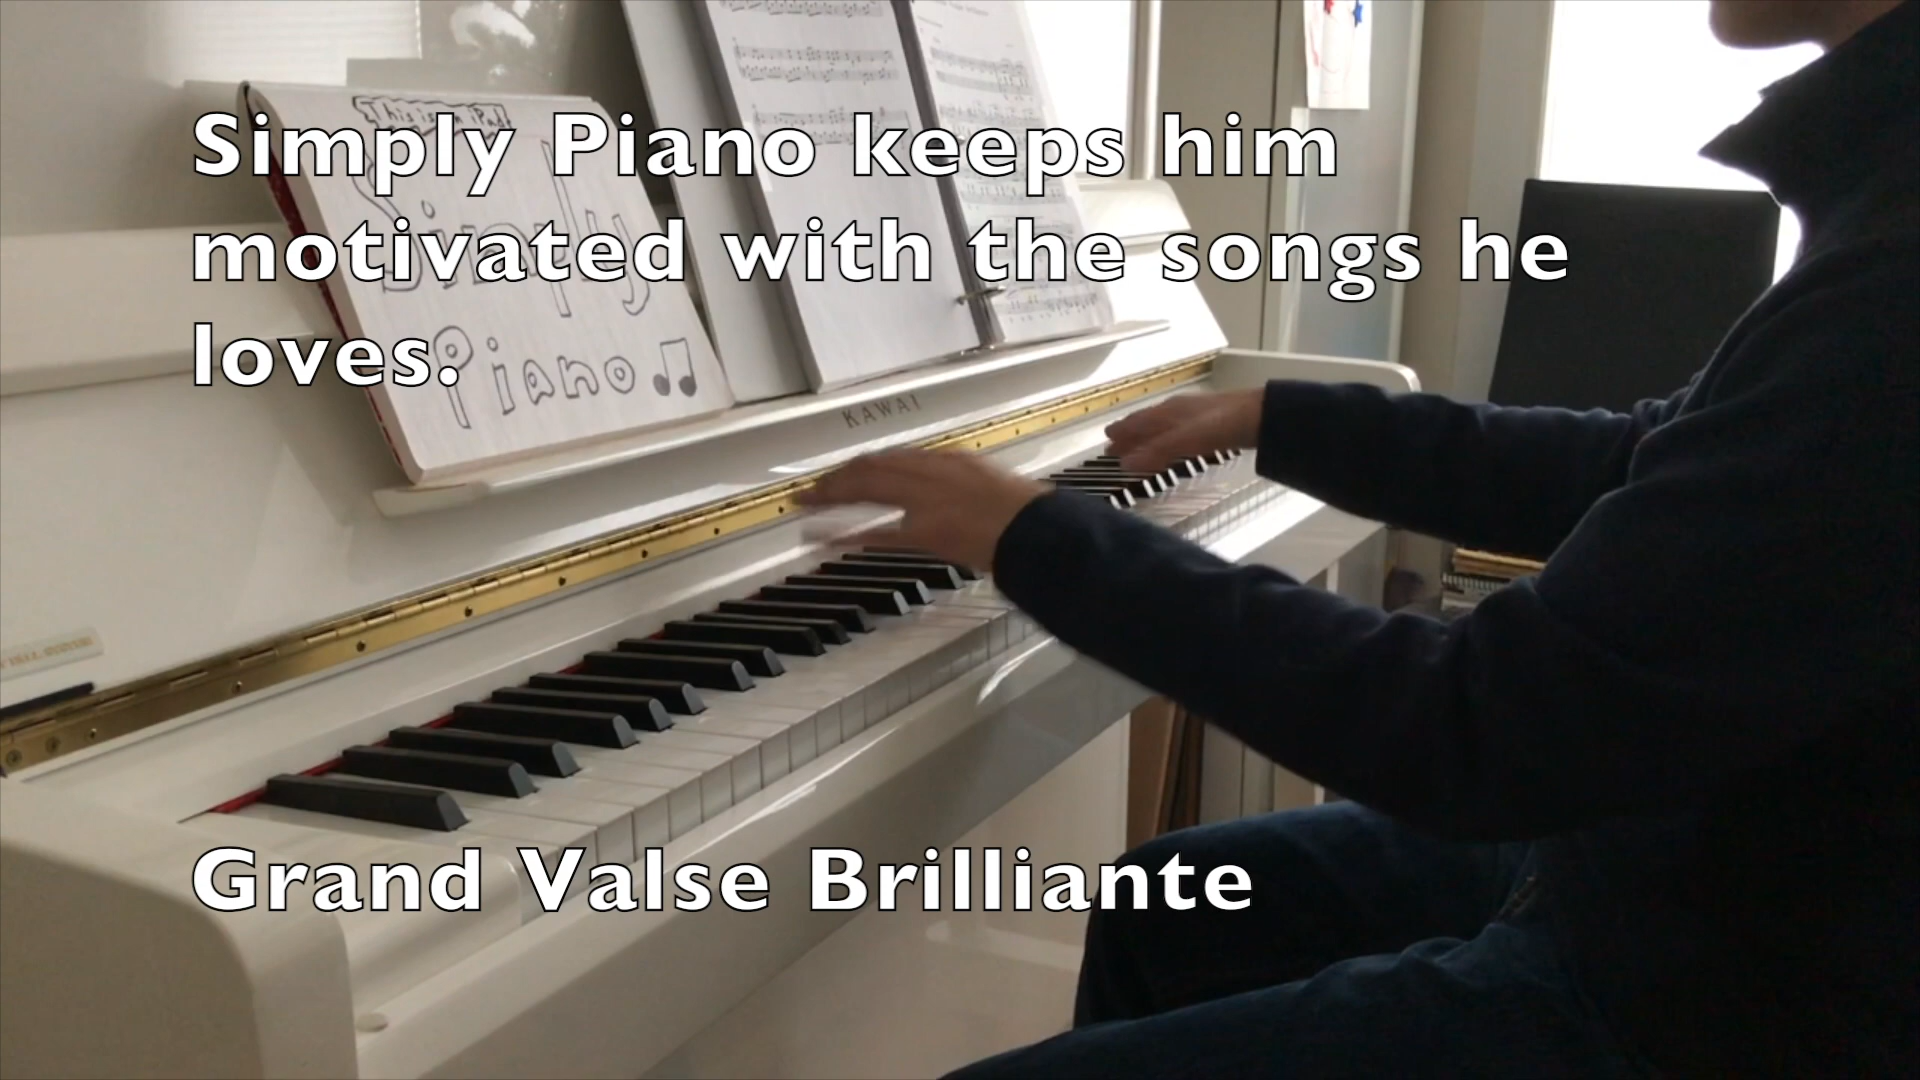 This is an iPad!
Simply Piano keeps him
motivated with the songs he
loves.
Simply
Piano
KAWAI
Grand Valse Brilliante